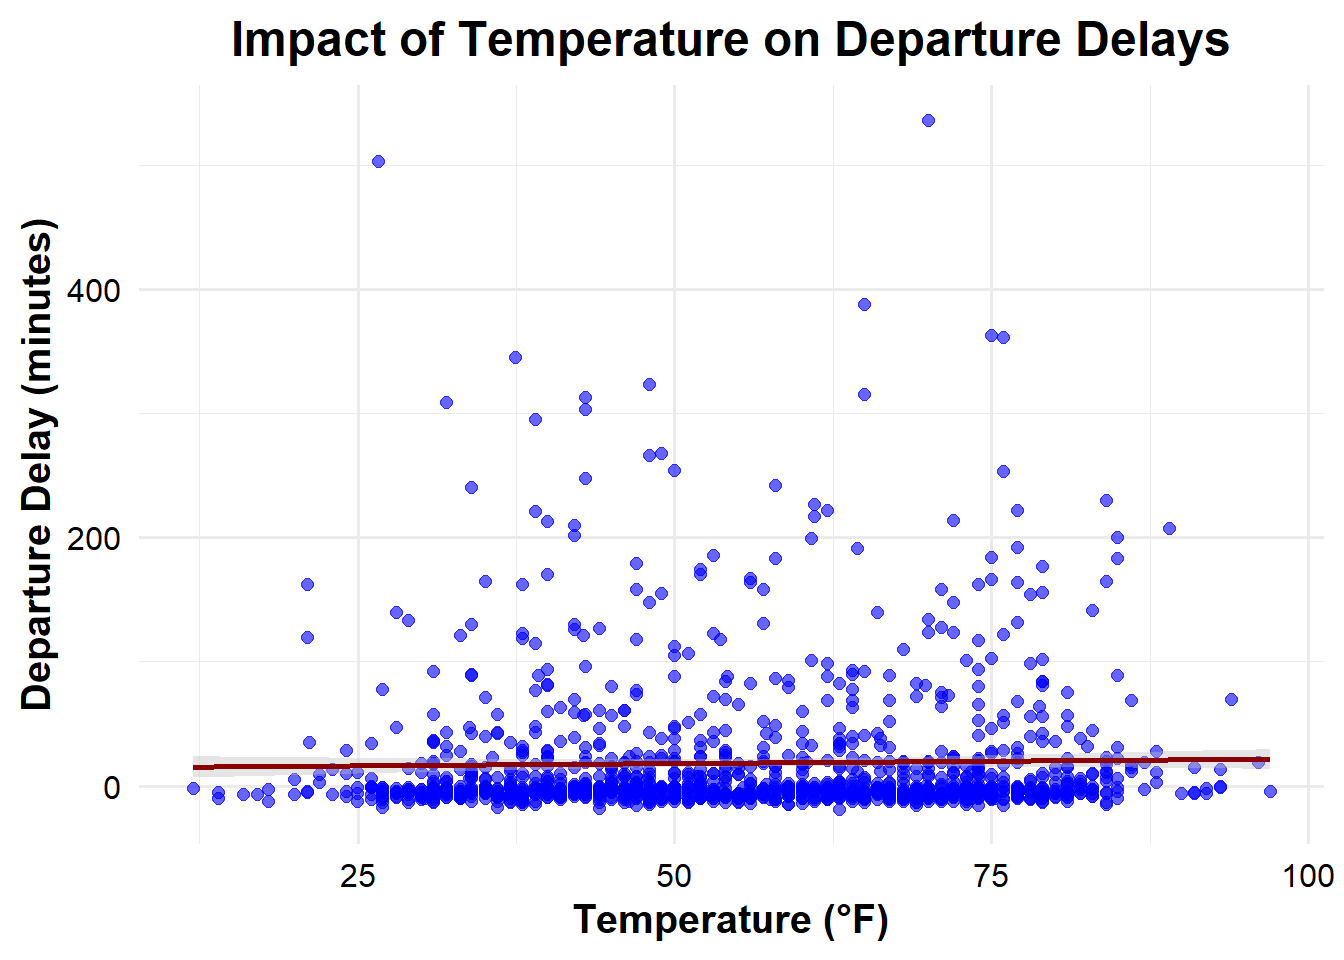 Impact of Temperature on Departure Delays
Departure Delay (minutes)
400
200
0
25 50 75 100
Temperature (°F)